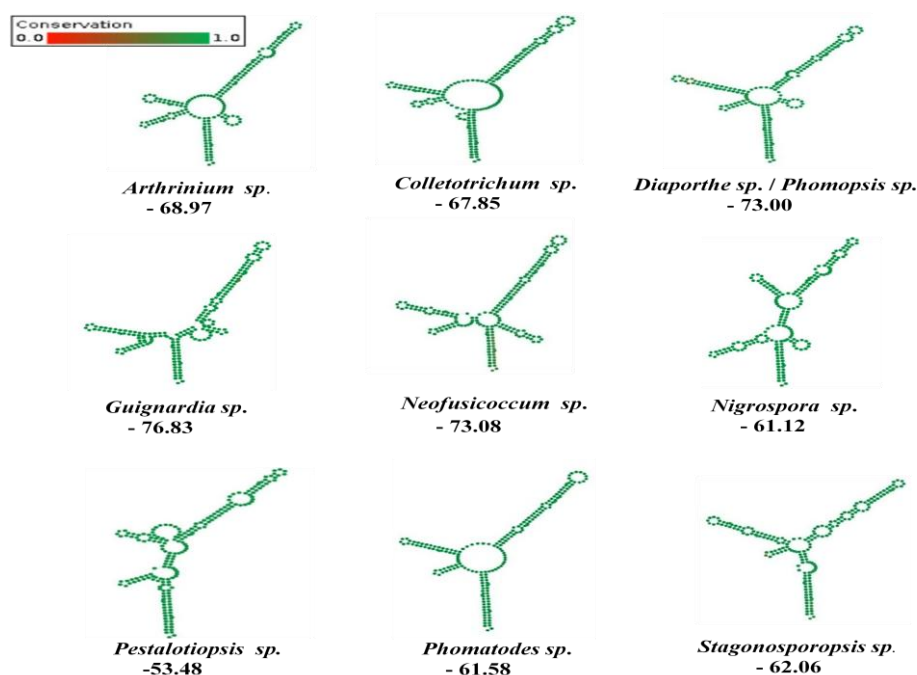 Conservation
0.0 1.0
Arthrinium sp.
- 68.97
Colletotrichum sp.
- 67.85
Diaporthe sp. / Phomopsis sp.
- 73.00
Guignardia sp.
- 76.83
Neofusicoccum sp.
- 73.08
Nigrospora sp.
- 61.12
Pestalotiopsis sp.
-53.48
Phomatodes sp.
- 61.58
Stagonosporopsis sp.
- 62.06